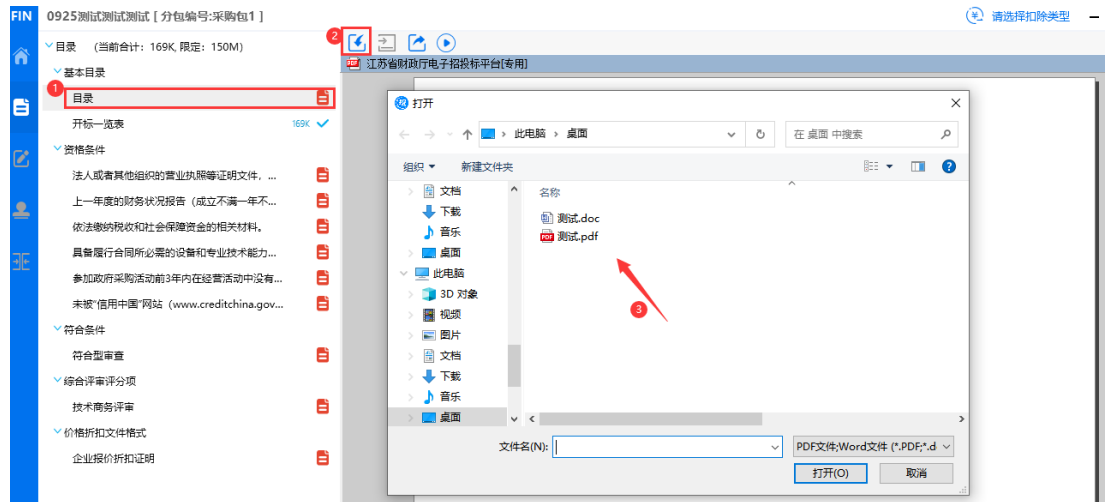 FIN
0925测试测试测试 [ 分包编号:采购包1 ]
请选择扣除类型
目录 （当前合计：169K, 限定：150M）
基本目录
1
目录
开标一览表 169K
资格条件
法人或者其他组织的营业执照等证明文件，...
上一年度的财务状况报告（成立不满一年不...
依法缴纳税收和社会保障资金的相关材料。
具备履行合同所必需的设备和专业技术能力...
参加政府采购活动前3年内在经营活动中没有...
未被“信用中国”网站（www.creditchina.gov...
符合条件
符合型审查
综合评审评分项
技术商务评审
价格折扣文件格式
企业报价折扣证明
2
江苏省财政厅电子招投标平台[专用]
打开
此电脑 › 桌面
在 桌面 中搜索
组织
新建文件夹
文档
下载
音乐
桌面
此电脑
3D 对象
视频
图片
文档
下载
音乐
桌面
名称
测试.doc
PDF 测试.pdf
3
文件名(N):
PDF文件;Word文件 (*.PDF;*.d
打开(O)
取消